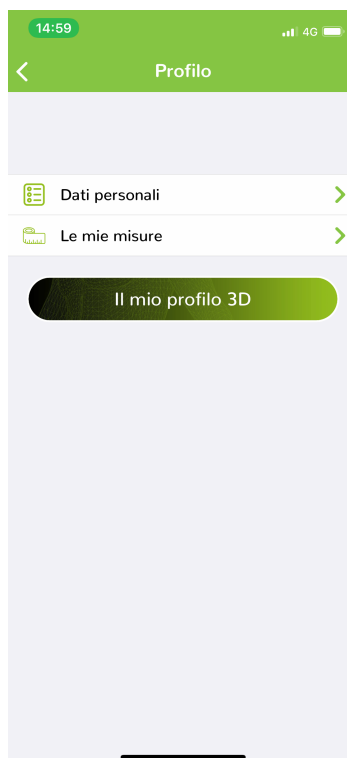 14:59
4G
Profilo
Dati personali
Le mie misure
Il mio profilo 3D